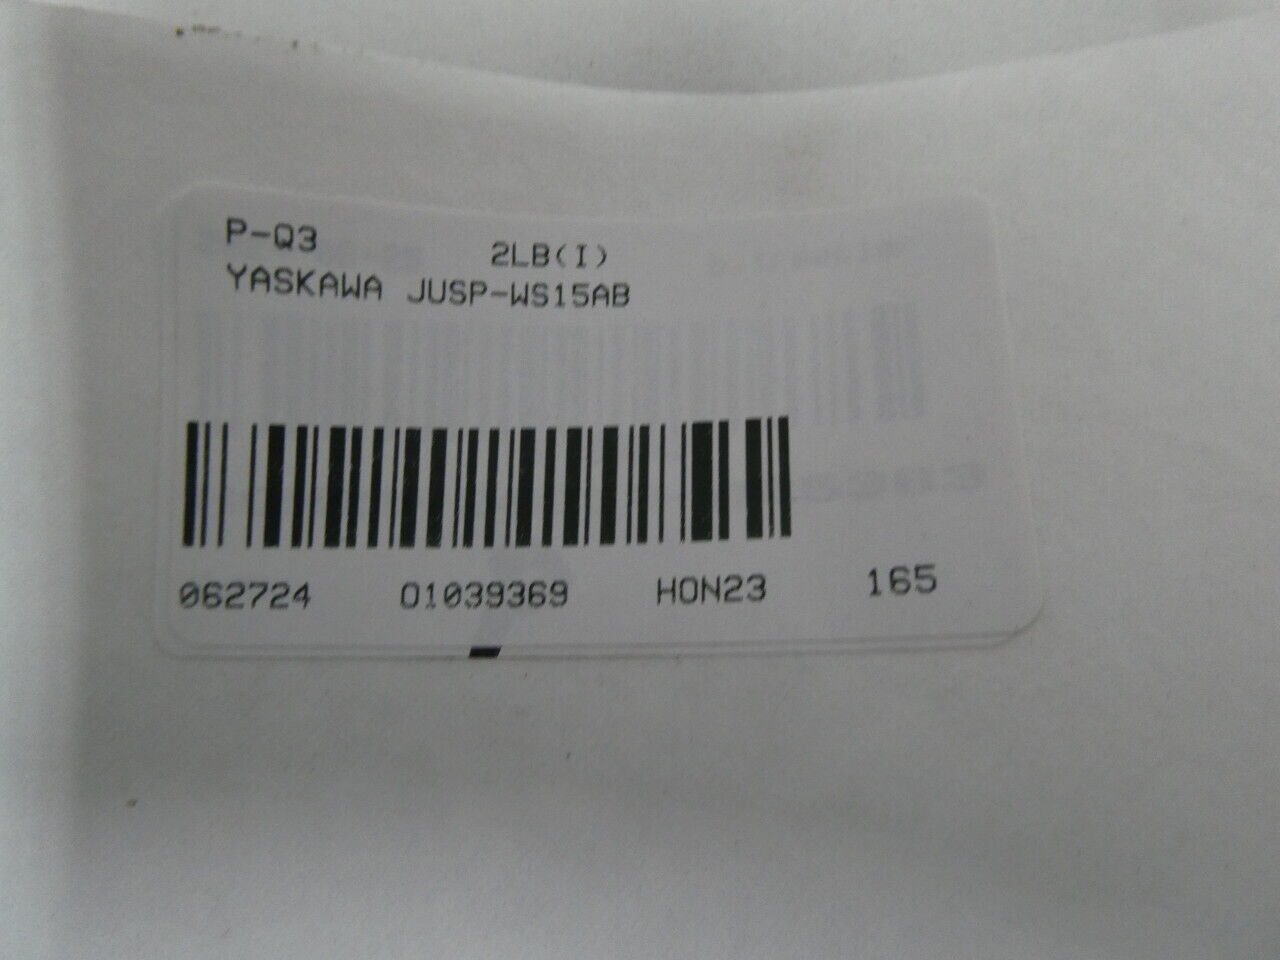 P-Q3 2LB(I)
YASKAWA JUSP-WS15AB
062724 01039369 HON23 165